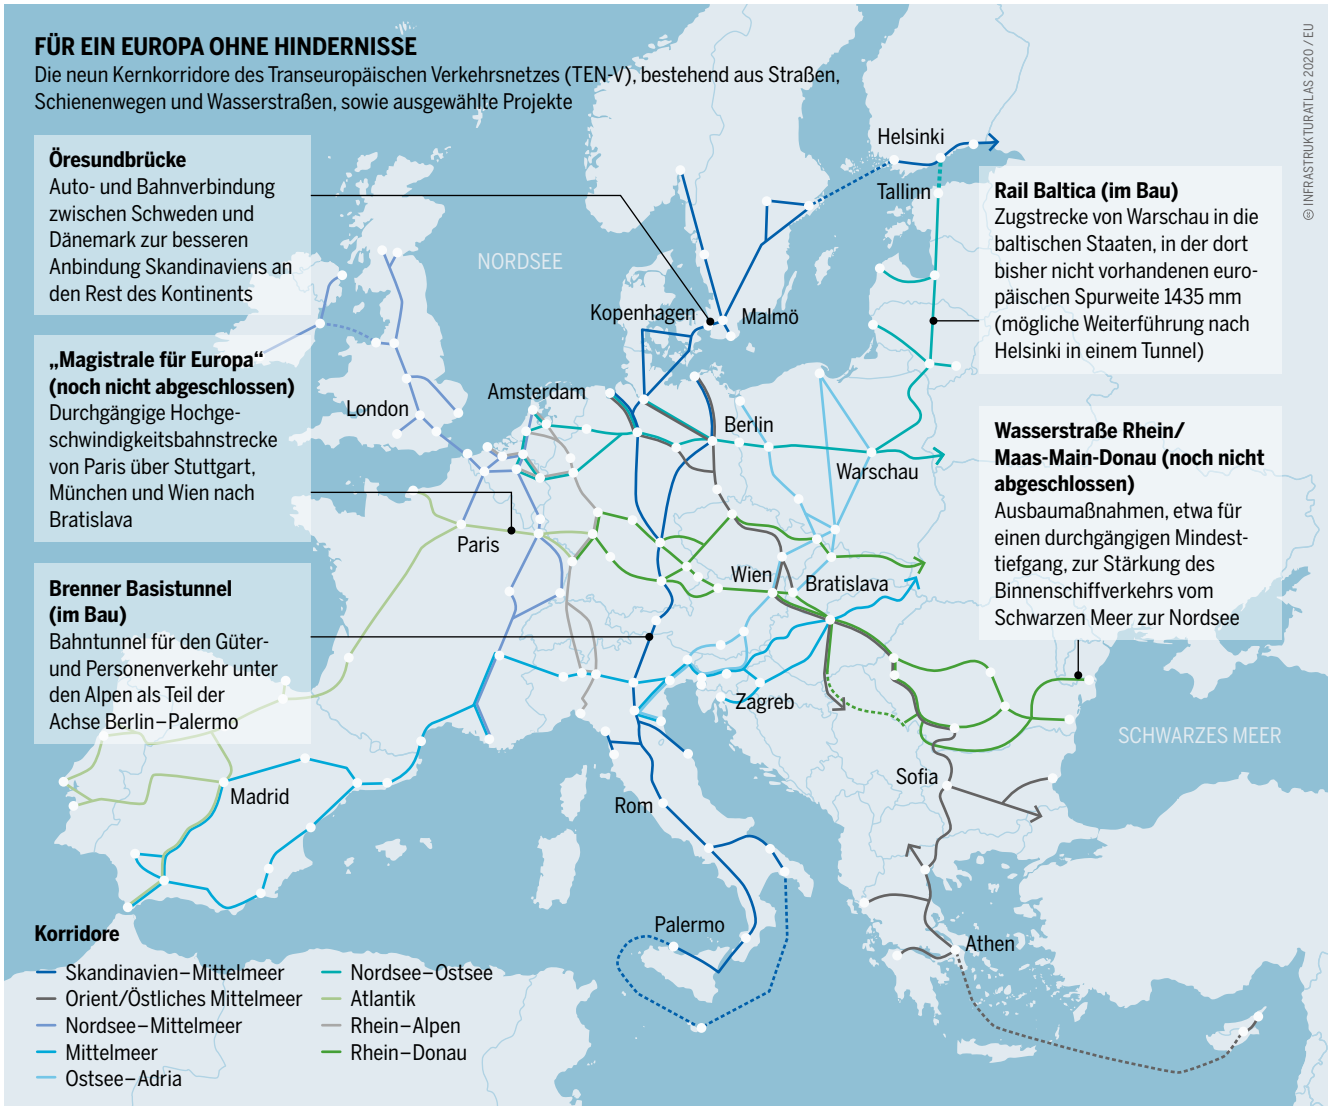 FÜR EIN EUROPA OHNE HINDERNISSE
Die neun Kernkorridore des Transeuropäischen Verkehrsnetzes (TEN-V), bestehend aus Straßen,
Schienenwegen und Wasserstraßen, sowie ausgewählte Projekte
Öresundbrücke
Auto- und Bahnverbindung
zwischen Schweden und
Dänemark zur besseren
Anbindung Skandinaviens an
den Rest des Kontinents
„Magistrale für Europa“
(noch nicht abgeschlossen)
Durchgängige Hochge-
schwindigkeitsbahnstrecke
von Paris über Stuttgart,
München und Wien nach
Bratislava
Brenner Basistunnel
(im Bau)
Bahntunnel für den Güter-
und Personenverkehr unter
den Alpen als Teil der
Achse Berlin–Palermo
Rail Baltica (im Bau)
Zugstrecke von Warschau in die
baltischen Staaten, in der dort
bisher nicht vorhandenen euro-
päischen Spurweite 1435 mm
(mögliche Weiterführung nach
Helsinki in einem Tunnel)
Wasserstraße Rhein/
Maas-Main-Donau (noch nicht
abgeschlossen)
Ausbaumaßnahmen, etwa für
einen durchgängigen Mindest-
tiefgang, zur Stärkung des
Binnenschiffverkehrs vom
Schwarzen Meer zur Nordsee
Helsinki
Tallinn
NORDSEE
Kopenhagen
Malmö
Amsterdam
London
Berlin
Warschau
Paris
Wien
Bratislava
Zagreb
SCHWARZES MEER
Sofia
Madrid
Rom
Palermo
Athen
Korridore
Skandinavien–Mittelmeer
Orient/Östliches Mittelmeer
Nordsee–Mittelmeer
Mittelmeer
Ostsee–Adria
Nordsee–Ostsee
Atlantik
Rhein–Alpen
Rhein–Donau
INFRASTRUKTURATLAS 2020 / EU